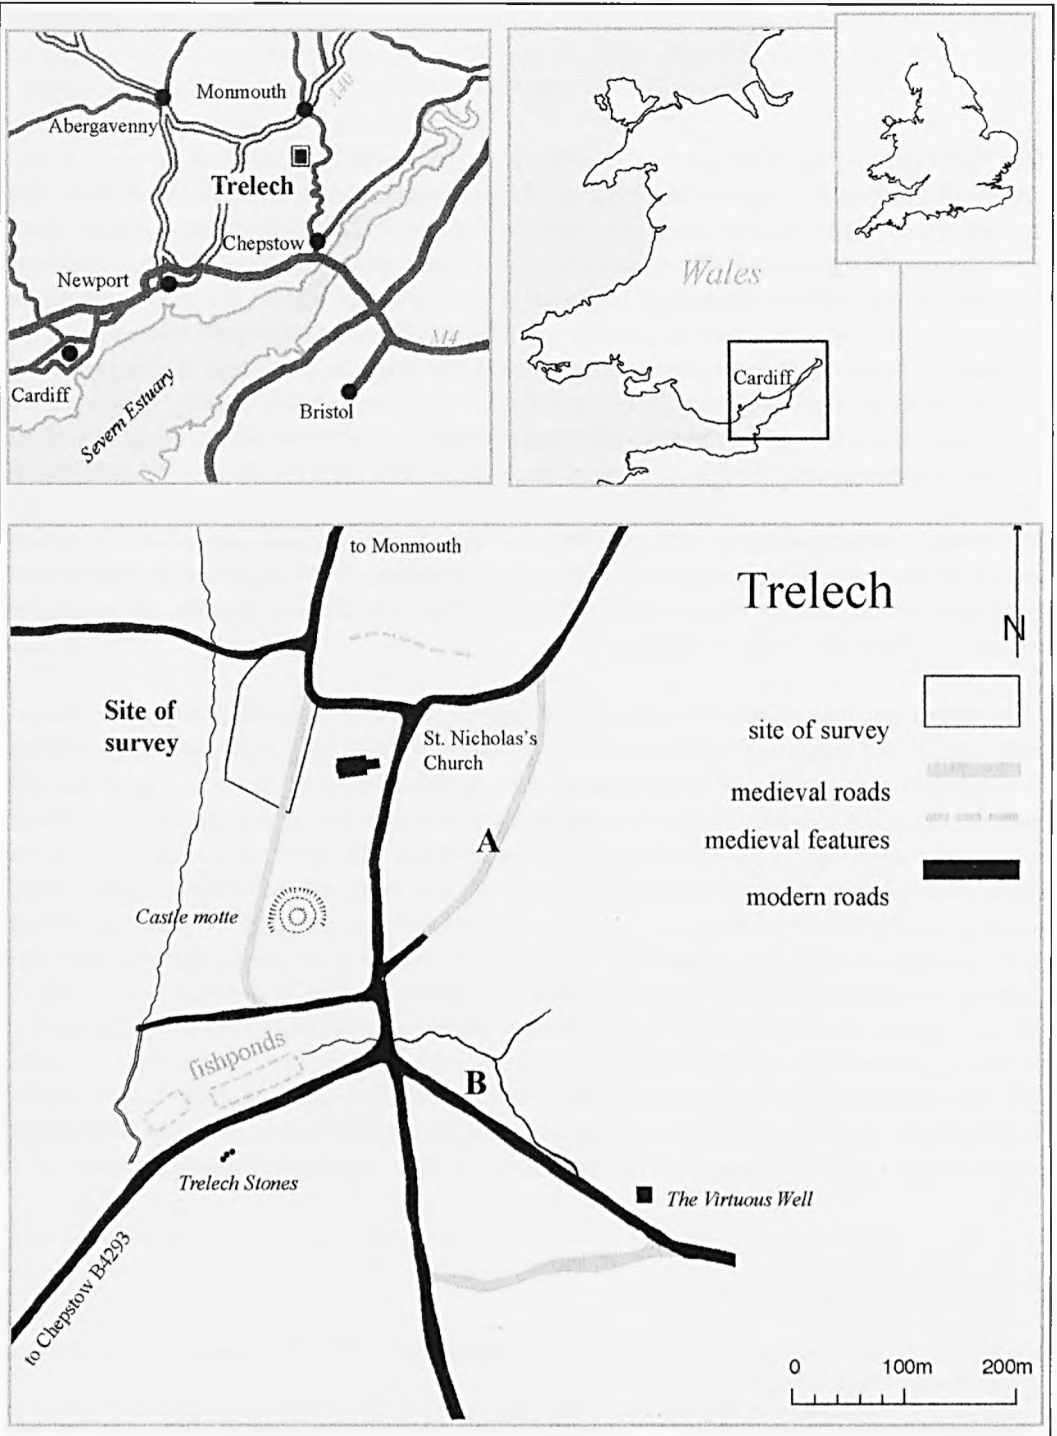 Monmouth
A40
Abergavenny
Trelech
Chepstow
Newport
M4
Cardiff
Severn Estuary
Bristol
Wales
Cardiff
to Monmouth
Trelech
N
Site of
survey
St. Nicholas's
Church
site of survey
medieval roads
medieval features
modern roads
A
Castle motte
fishponds
B
Trelech Stones
The Virtuous Well
to Chepstow B4293
0 100m 200m